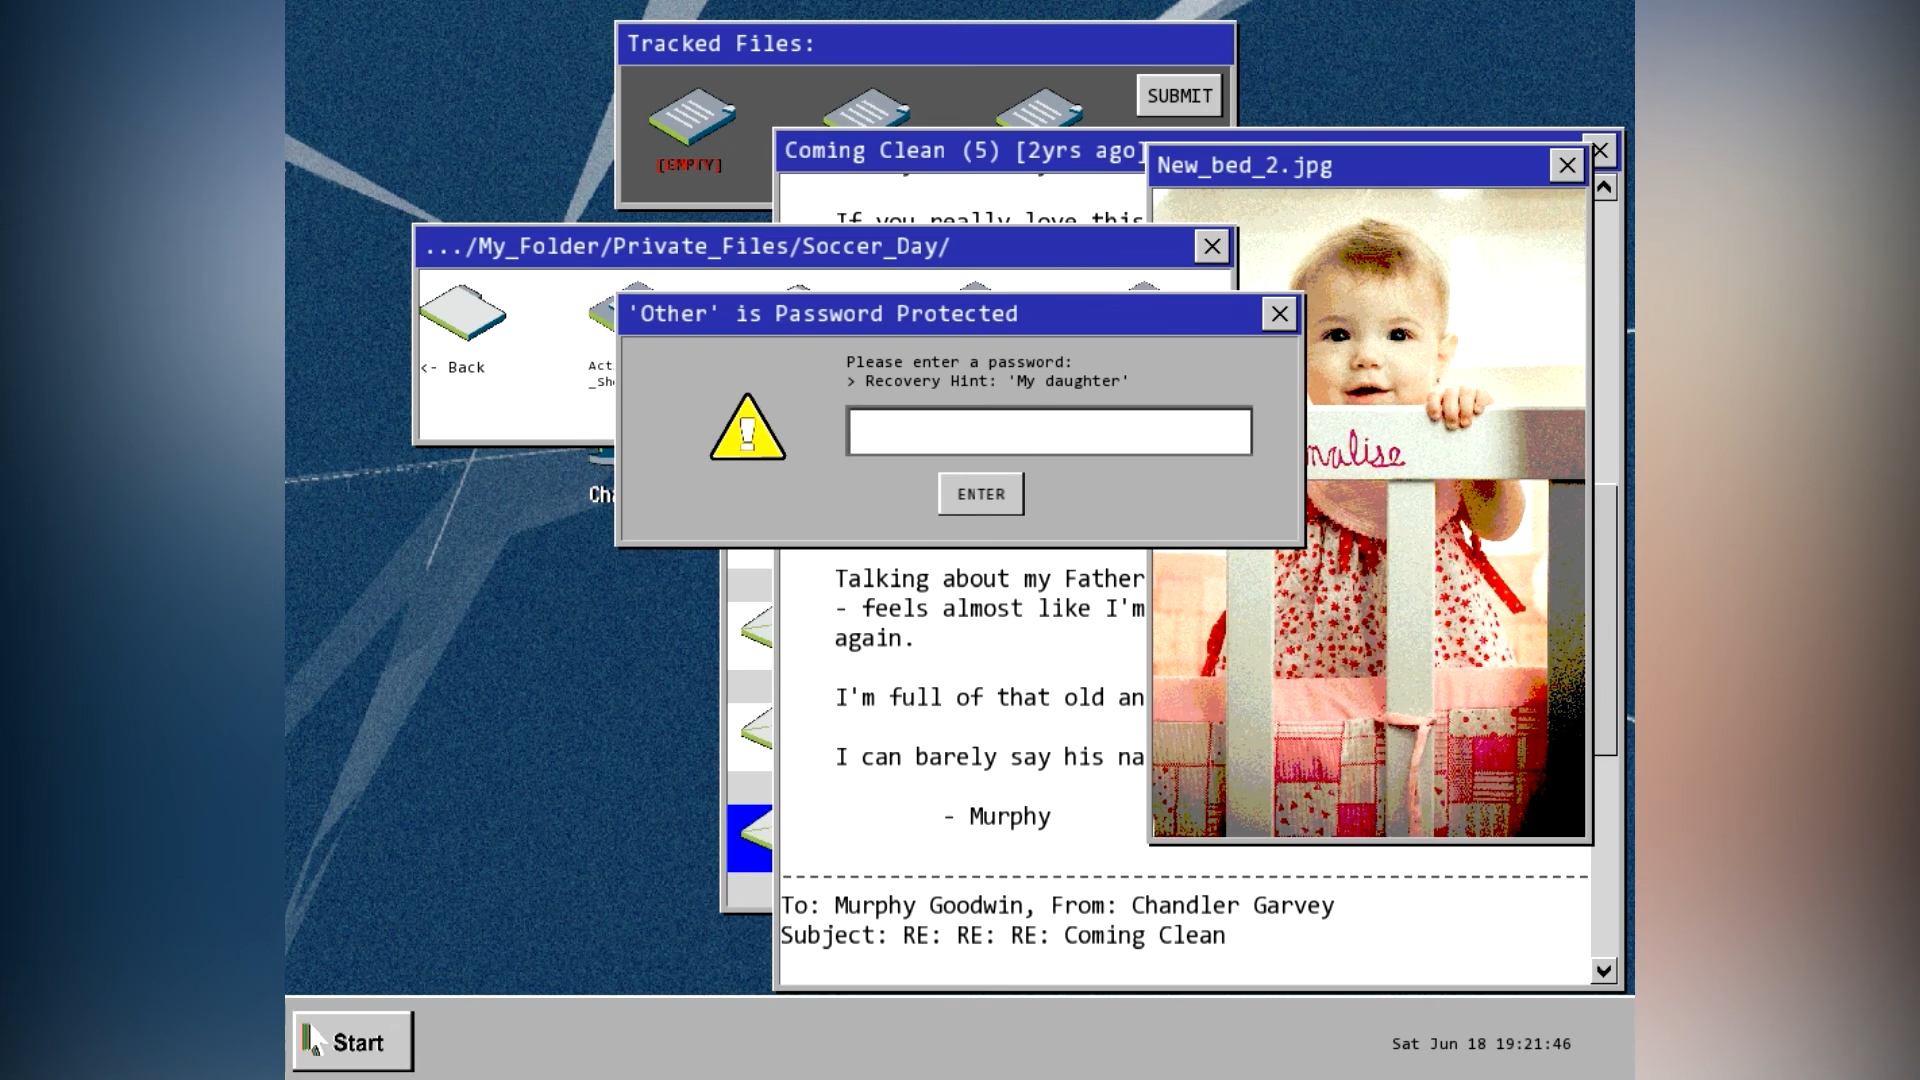 Tracked Files:
SUBMIT
[EMPTY]
Coming Clean (5) [2yrs ago]
New_bed_2.jpg
If you really love this
.../My_Folder/Private_Files/Soccer_Day/
<- Back
'Other' is Password Protected
Please enter a password:
> Recovery Hint: 'My daughter'
ENTER
nalise
Talking about my Father
- feels almost like I'm
again.
I'm full of that old an
I can barely say his na
- Murphy
To: Murphy Goodwin, From: Chandler Garvey
Subject: RE: RE: RE: Coming Clean
Start
Sat Jun 18 19:21:46